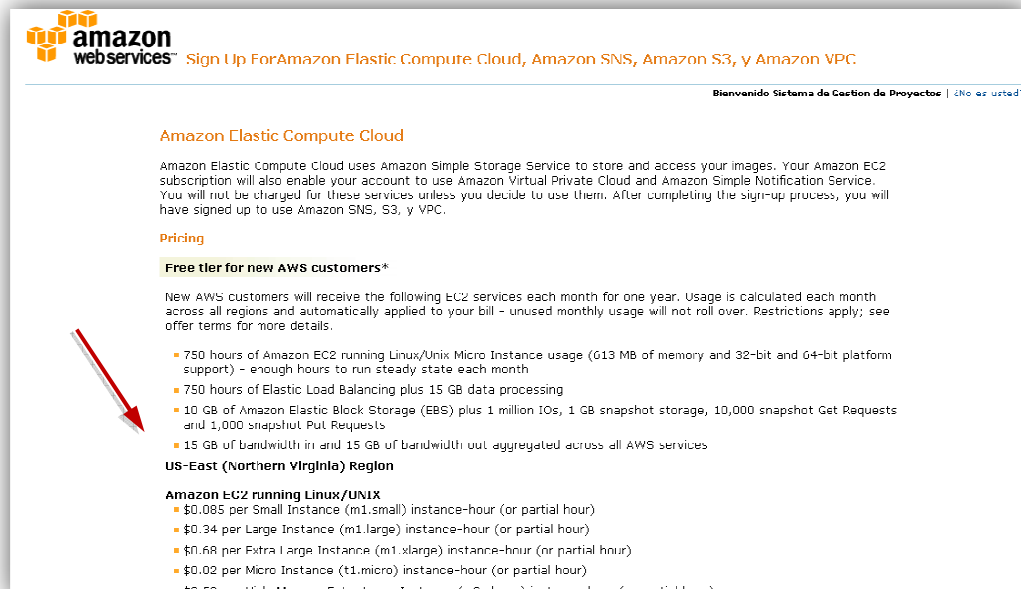 amazon
webservices™
Sign Up ForAmazon Elastic Compute Cloud, Amazon SNS, Amazon S3, y Amazon VPC
Bienvenido Sistema de Gestion de Proyectos | ¿No es usted?
Amazon Elastic Compute Cloud
Amazon Elastic Compute Cloud uses Amazon Simple Storage Service to store and access your images. Your Amazon EC2
subscription will also enable your account to use Amazon Virtual Private Cloud and Amazon Simple Notification Service.
You will not be charged for these services unless you decide to use them. After completing the sign-up process, you will
have signed up to use Amazon SNS, S3, y VPC.
Pricing
Free tier for new AWS customers*
New AWS customers will receive the following EC2 services each month for one year. Usage is calculated each month
across all regions and automatically applied to your bill – unused monthly usage will not roll over. Restrictions apply; see
offer terms for more details.
750 hours of Amazon EC2 running Linux/Unix Micro Instance usage (613 MB of memory and 32-bit and 64-bit platform
support) – enough hours to run steady state each month
750 hours of Elastic Load Balancing plus 15 GB data processing
10 GB of Amazon Elastic Block Storage (EBS) plus 1 million IOs, 1 GB snapshot storage, 10,000 snapshot Get Requests
and 1,000 snapshot Put Requests
15 GB of bandwidth in and 15 GB of bandwidth out aggregated across all AWS services
US-East (Northern Virginia) Region
Amazon EC2 running Linux/UNIX
$0.085 per Small Instance (m1.small) instance-hour (or partial hour)
$0.34 per Large Instance (m1.large) instance-hour (or partial hour)
$0.68 per Extra Large Instance (m1.xlarge) instance-hour (or partial hour)
$0.02 per Micro Instance (t1.micro) instance-hour (or partial hour)